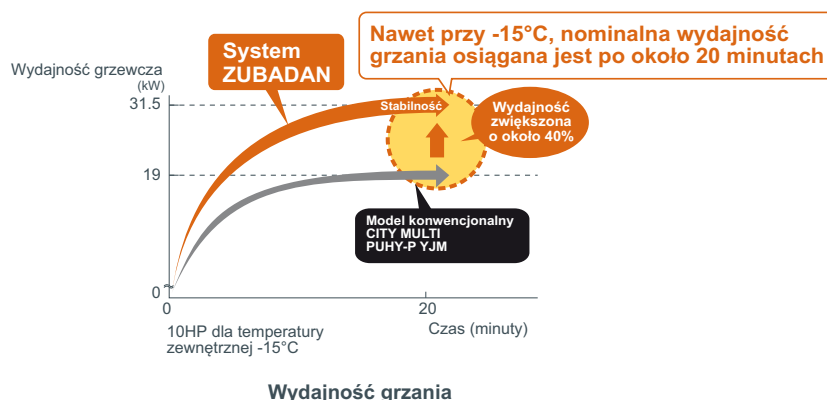 System
ZUBADAN
Nawet przy -15°C, nominalna wydajność
grzania osiągana jest po około 20 minutach
Wydajność grzewcza
(kW)
31.5
Stabilność
Wydajność
zwiększona
o około 40%
19
Model konwencjonalny
CITY MULTI
PUHY-P YJM
0
0
20
Czas (minuty)
10HP dla temperatury
zewnętrznej -15°C
Wydajność grzania